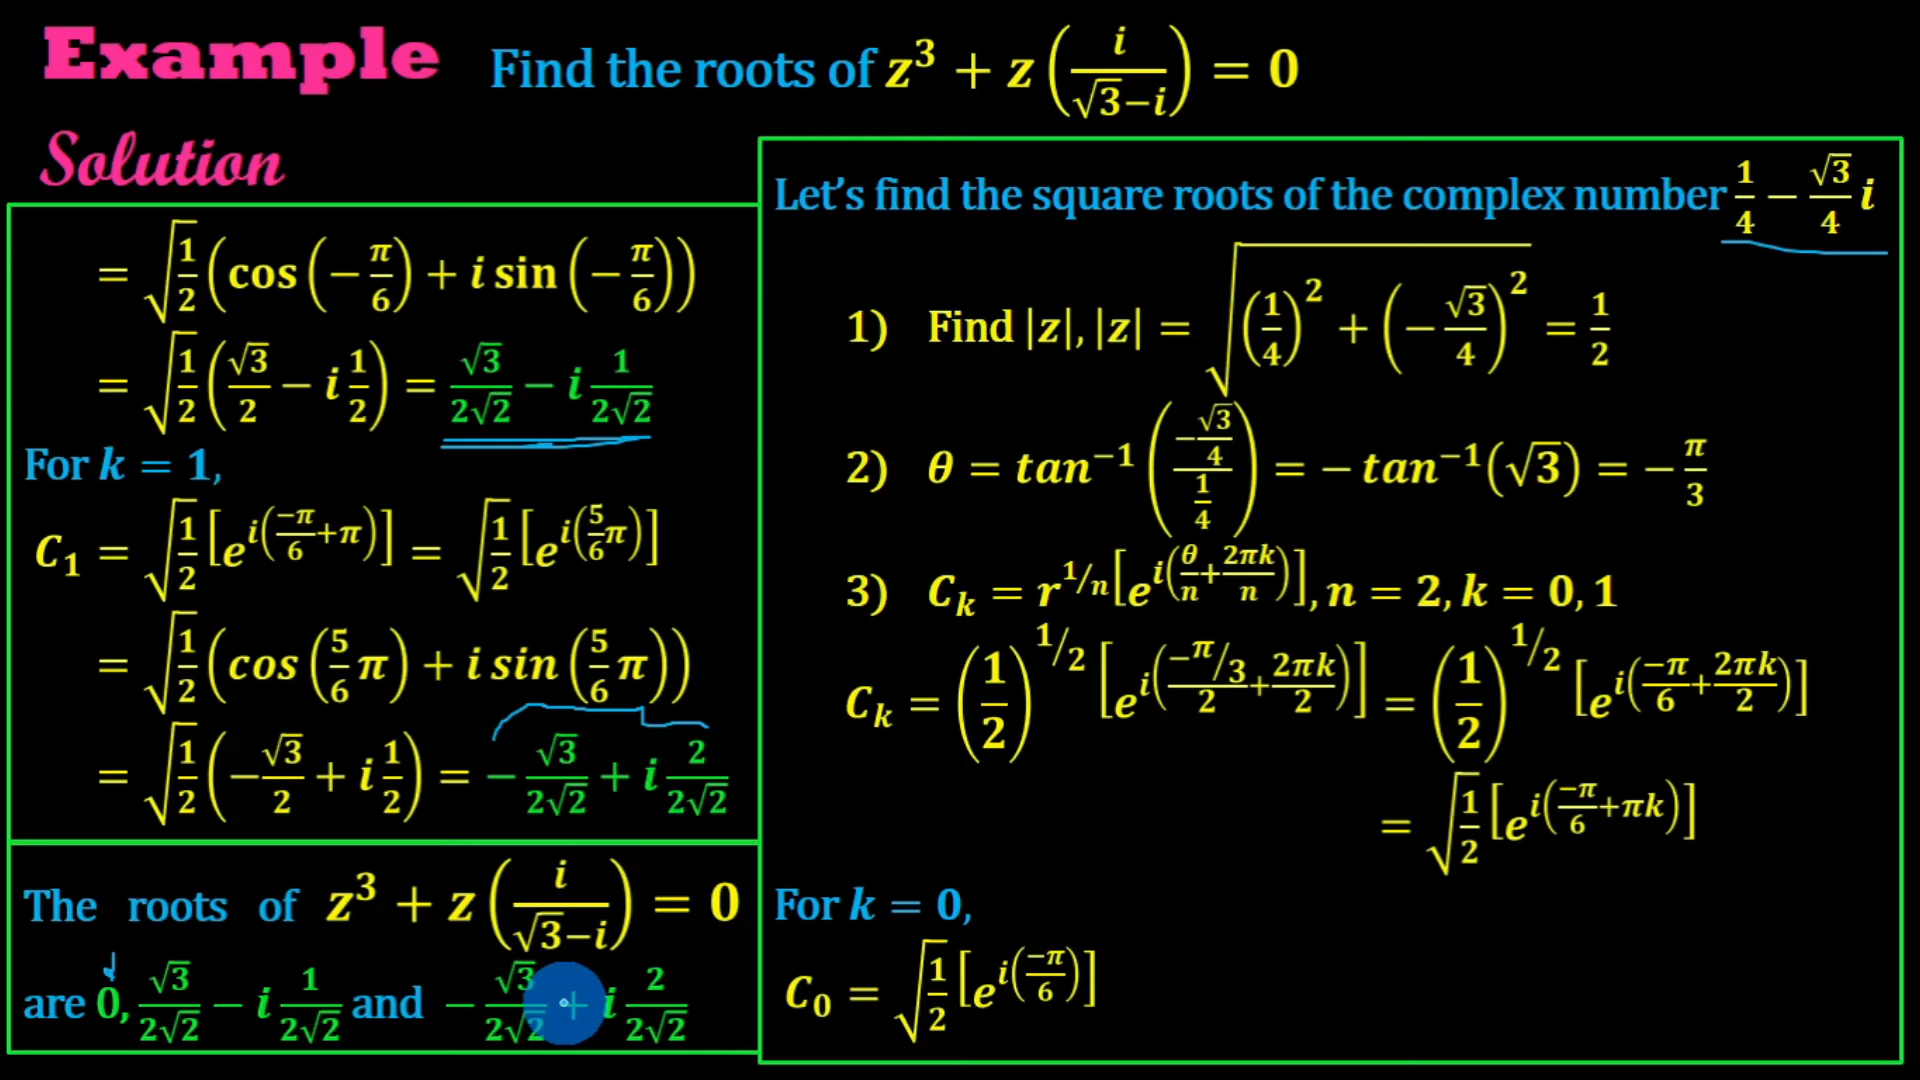 Example Find the roots of z³ + z(i/(√3−i)) = 0
Solution
= √(1/2) (cos(−π/6) + i sin(−π/6))
= √(1/2) (√3/2 − i 1/2) = √3/(2√2) − i 1/(2√2)
For k = 1,
C₁ = √(1/2) [e^(i(−π/6+π))] = √(1/2) [e^(i(5/6 π))]
= √(1/2) (cos(5/6 π) + i sin(5/6 π))
= √(1/2) (−√3/2 + i 1/2) = −√3/(2√2) + i 2/(2√2)
The roots of z³ + z(i/(√3−i)) = 0
are 0, √3/(2√2) − i 1/(2√2) and −√3/(2√2) + i 2/(2√2)
Let's find the square roots of the complex number 1/4 − √3/4 i
1) Find |z|, |z| = √((1/4)² + (−√3/4)²) = 1/2
2) θ = tan⁻¹((−√3/4)/(1/4)) = −tan⁻¹(√3) = −π/3
3) C_k = r^(1/n) [e^(i(θ/n + 2πk/n))], n = 2, k = 0, 1
C_k = (1/2)^(1/2) [e^(i((−π/3)/2 + 2πk/2))] = (1/2)^(1/2) [e^(i(−π/6 + 2πk/2))]
= √(1/2) [e^(i(−π/6+πk))]
For k = 0,
C₀ = √(1/2) [e^(i(−π/6))]